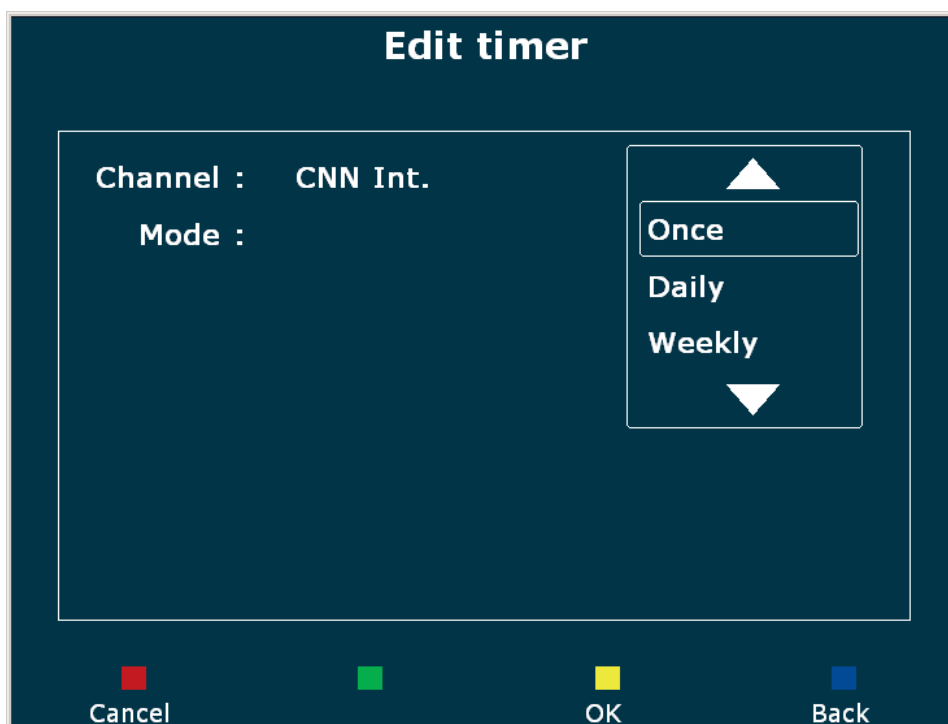 Edit timer
Channel : CNN Int.
Mode :
Once
Daily
Weekly
Cancel OK Back